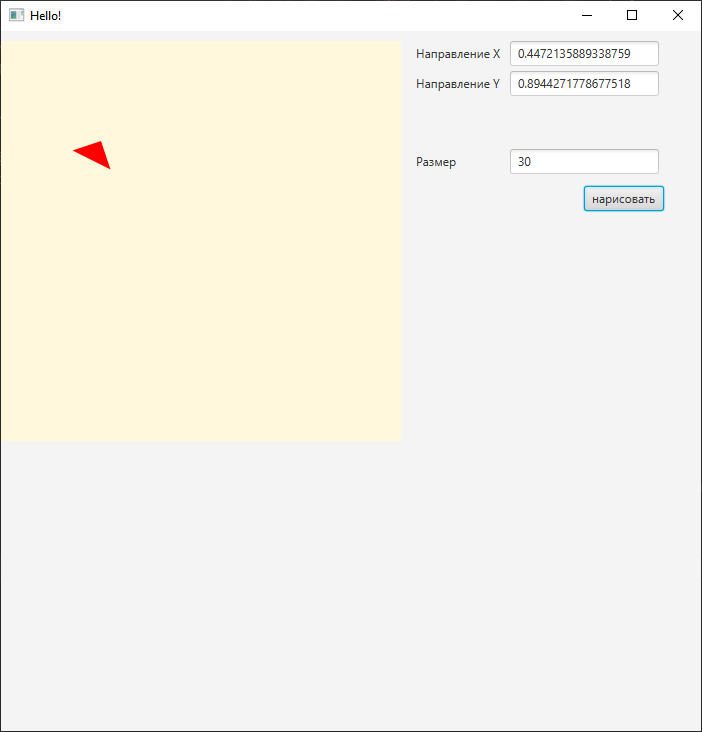 Hello!
Направление X 0.4472135889338759
Направление Y 0.8944271778677518
Размер 30
нарисовать